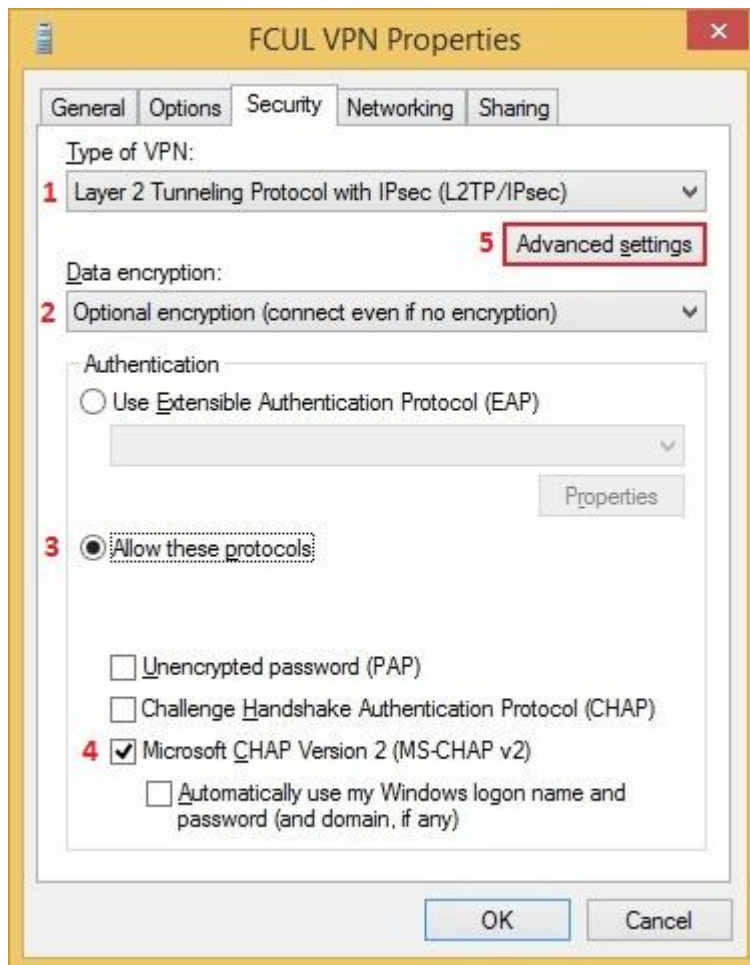 FCUL VPN Properties
General Options Security Networking Sharing
Type of VPN:
1 Layer 2 Tunneling Protocol with IPsec (L2TP/IPsec)
5 Advanced settings
Data encryption:
2 Optional encryption (connect even if no encryption)
Authentication
Use Extensible Authentication Protocol (EAP)
Properties
3 Allow these protocols
Unencrypted password (PAP)
Challenge Handshake Authentication Protocol (CHAP)
4 Microsoft CHAP Version 2 (MS-CHAP v2)
Automatically use my Windows logon name and
password (and domain, if any)
OK Cancel